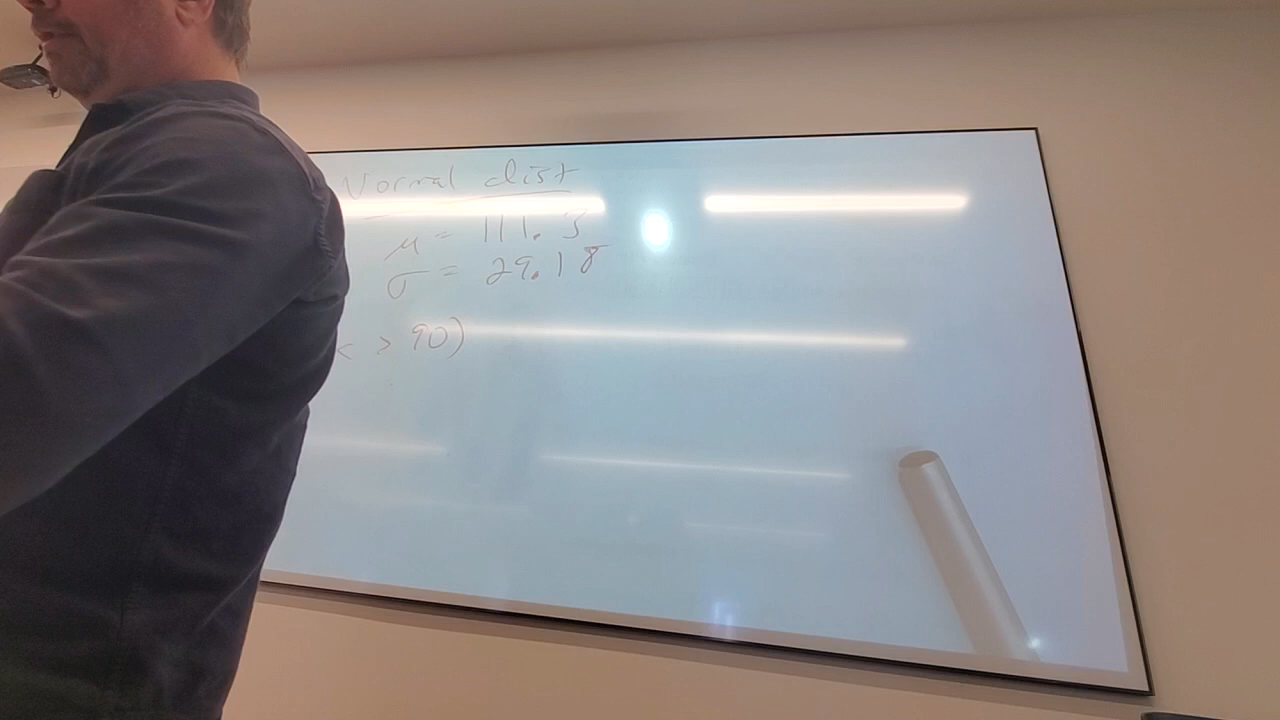 Normal dist
μ = 111.3
σ = 29.18
x > 90)